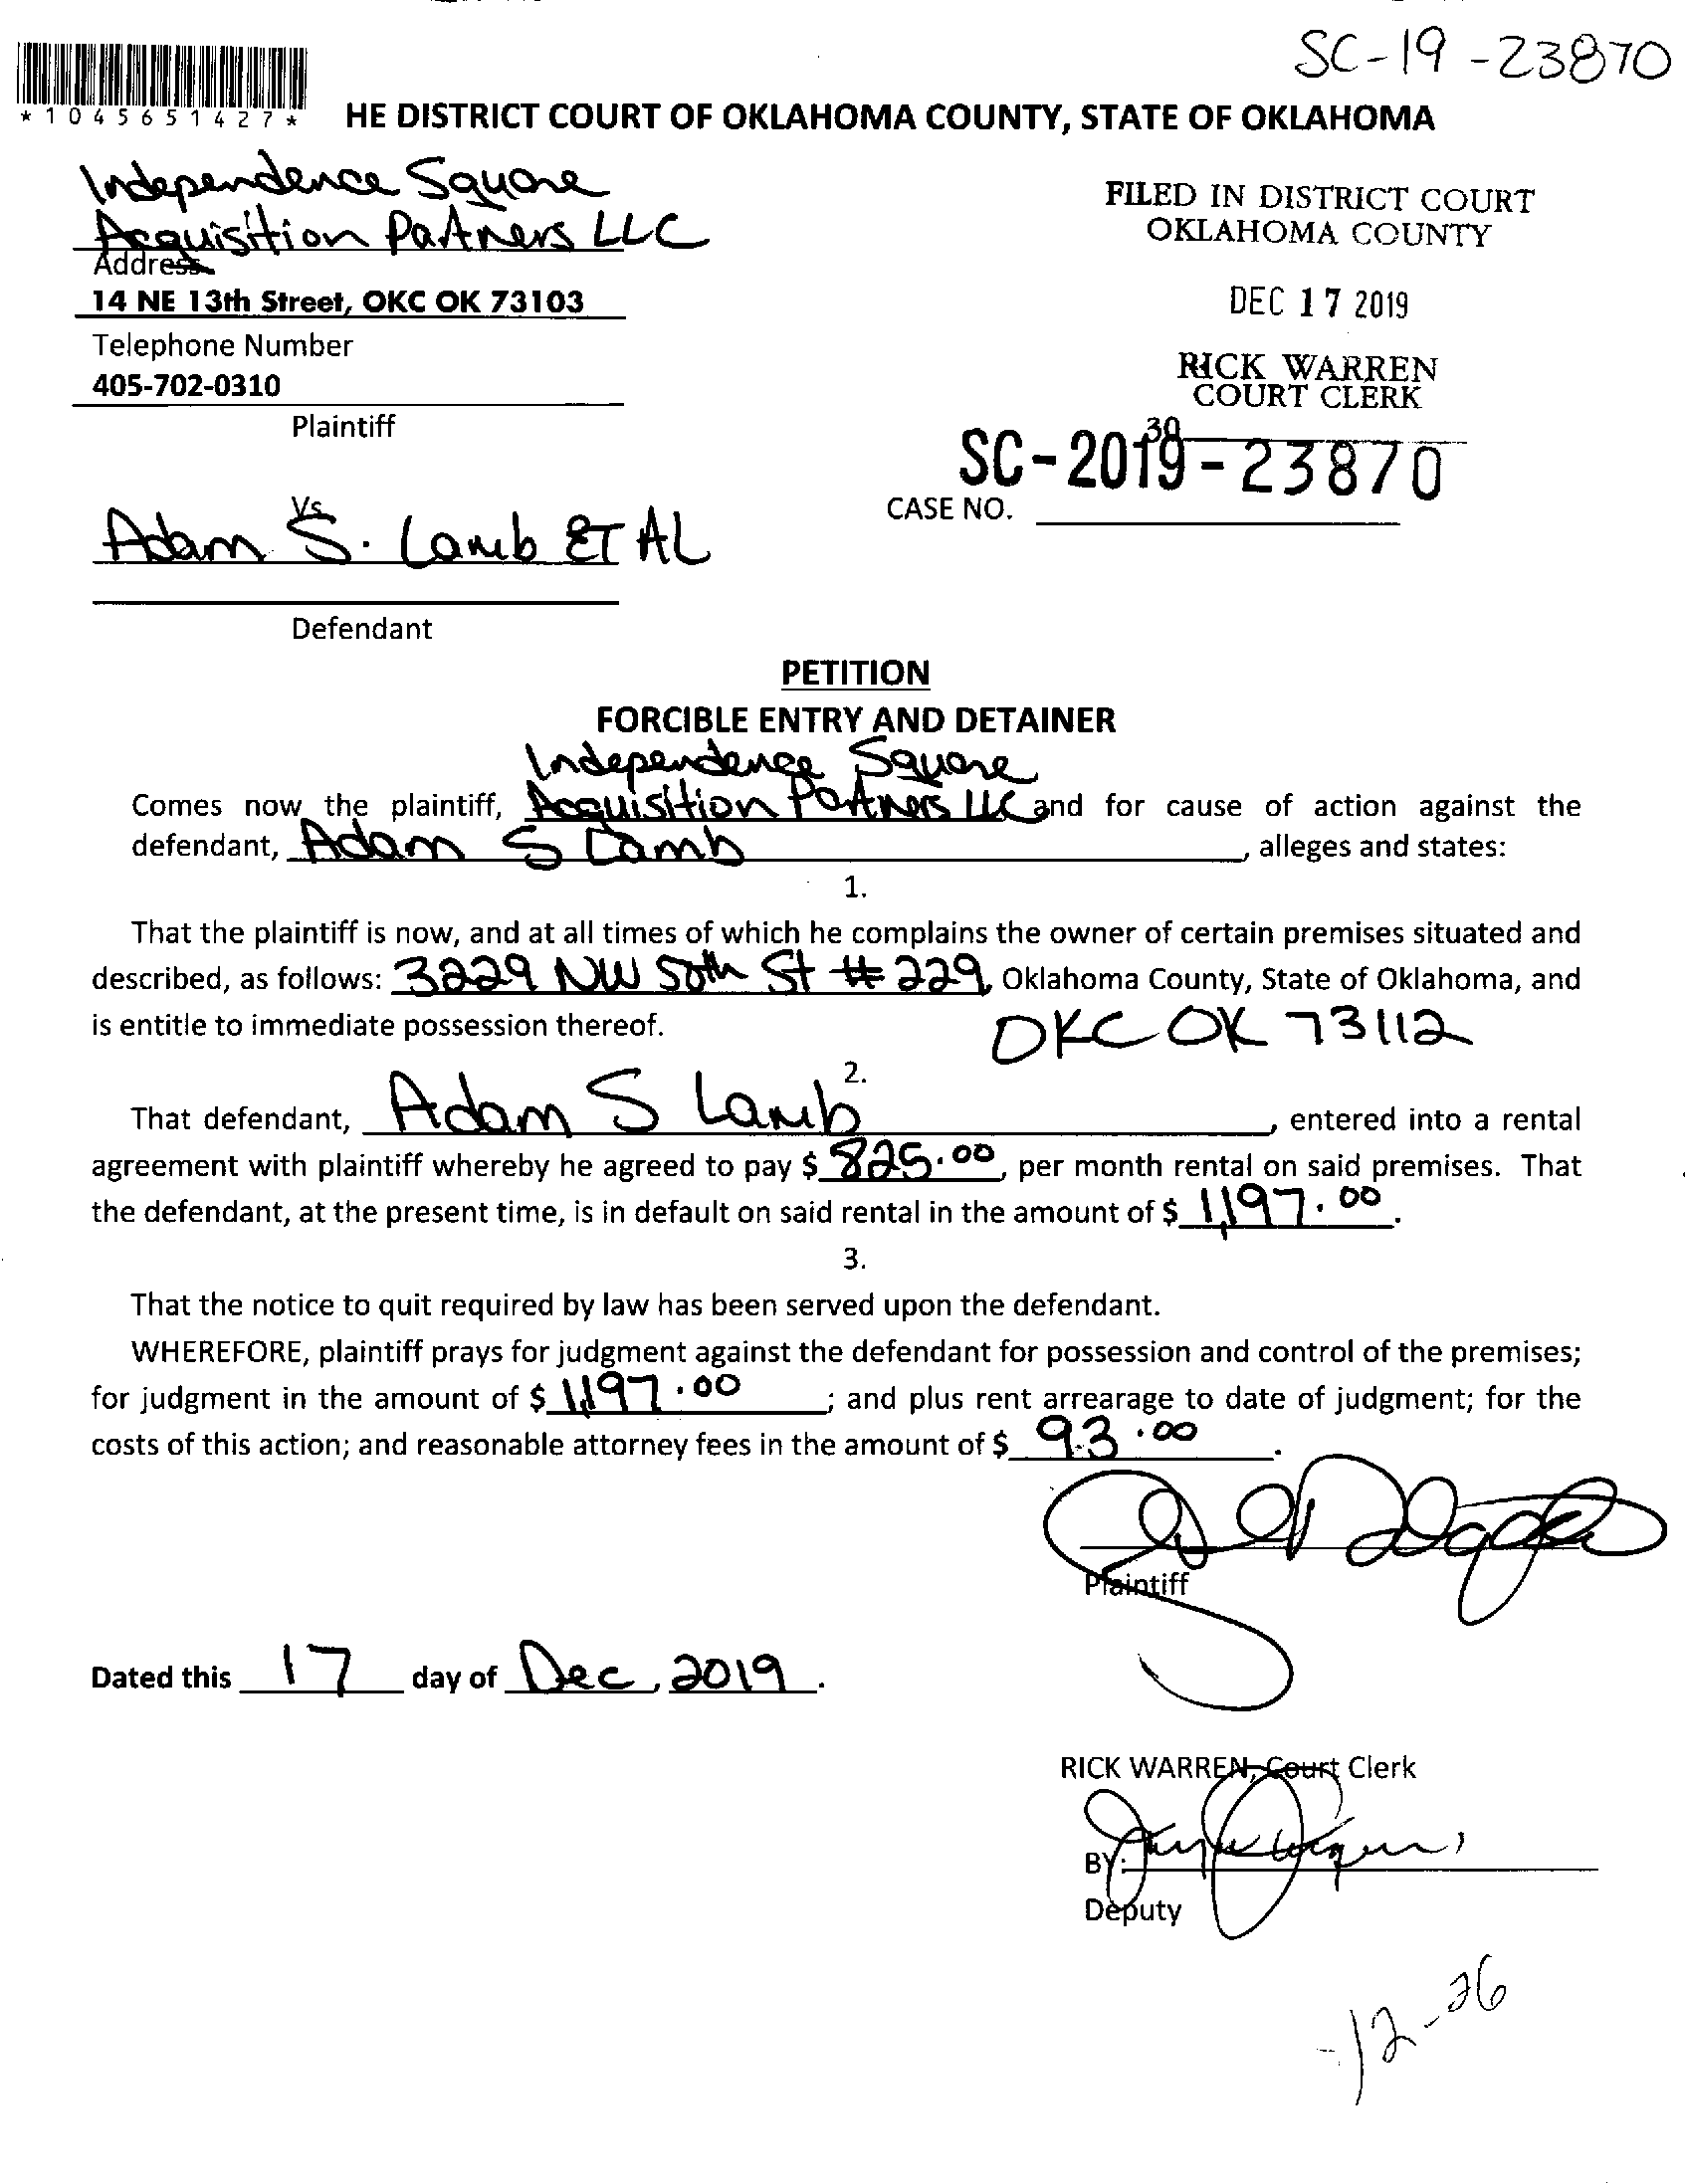 SC-19-23870
*1045651427*
HE DISTRICT COURT OF OKLAHOMA COUNTY, STATE OF OKLAHOMA
Independence Square
Acquisition Partners LLC
Address
14 NE 13th Street, OKC OK 73103
Telephone Number
405-702-0310
Plaintiff
FILED IN DISTRICT COURT
OKLAHOMA COUNTY
DEC 17 2019
RICK WARREN
COURT CLERK
39
SC-2019-23870
CASE NO.
Vs
Adam S. Lamb ET AL
Defendant
PETITION
FORCIBLE ENTRY AND DETAINER
Independence Square
Comes now the plaintiff, Acquisition Partners LLC and for cause of action against the
defendant, Adam S Lamb, alleges and states:
1.
That the plaintiff is now, and at all times of which he complains the owner of certain premises situated and
described, as follows: 3229 NW 50th St # 229, Oklahoma County, State of Oklahoma, and
is entitle to immediate possession thereof. OKC OK 73112
2.
That defendant, Adam S Lamb, entered into a rental
agreement with plaintiff whereby he agreed to pay $ 825.00, per month rental on said premises. That
the defendant, at the present time, is in default on said rental in the amount of $ 1,197.00.
3.
That the notice to quit required by law has been served upon the defendant.
WHEREFORE, plaintiff prays for judgment against the defendant for possession and control of the premises;
for judgment in the amount of $ 1,197.00; and plus rent arrearage to date of judgment; for the
costs of this action; and reasonable attorney fees in the amount of $ 93.00.
Plaintiff
Dated this 17 day of Dec, 2019.
RICK WARREN, Court Clerk
BY:
Deputy
12-26